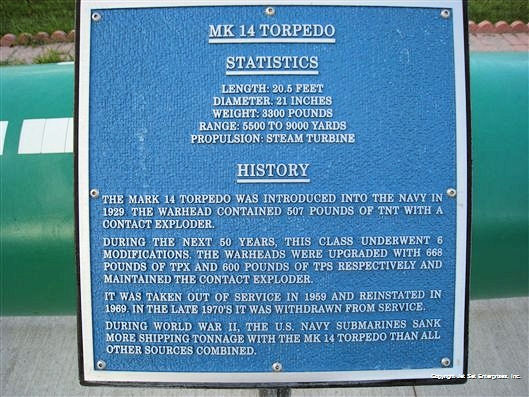 MK 14 TORPEDO
STATISTICS
LENGTH: 20.5 FEET
DIAMETER. 21 INCHES
WEIGHT: 3300 POUNDS
RANGE: 5500 TO 9000 YARDS
PROPULSION: STEAM TURBINE
HISTORY
THE MARK 14 TORPEDO WAS INTRODUCED INTO THE NAVY IN
1929 THE WARHEAD CONTAINED 507 POUNDS OF TNT WITH A
CONTACT EXPLODER.
DURING THE NEXT 50 YEARS, THIS CLASS UNDERWENT 6
MODIFICATIONS. THE WARHEADS WERE UPGRADED WITH 668
POUNDS OF TPX AND 600 POUNDS OF TPS RESPECTIVELY AND
MAINTAINED THE CONTACT EXPLODER.
IT WAS TAKEN OUT OF SERVICE IN 1959 AND REINSTATED IN
1969. IN THE LATE 1970'S IT WAS WITHDRAWN FROM SERVICE.
DURING WORLD WAR II, THE U.S. NAVY SUBMARINES SANK
MORE SHIPPING TONNAGE WITH THE MK 14 TORPEDO THAN ALL
OTHER SOURCES COMBINED.
Copyright Jet Set Enterprises, Inc.